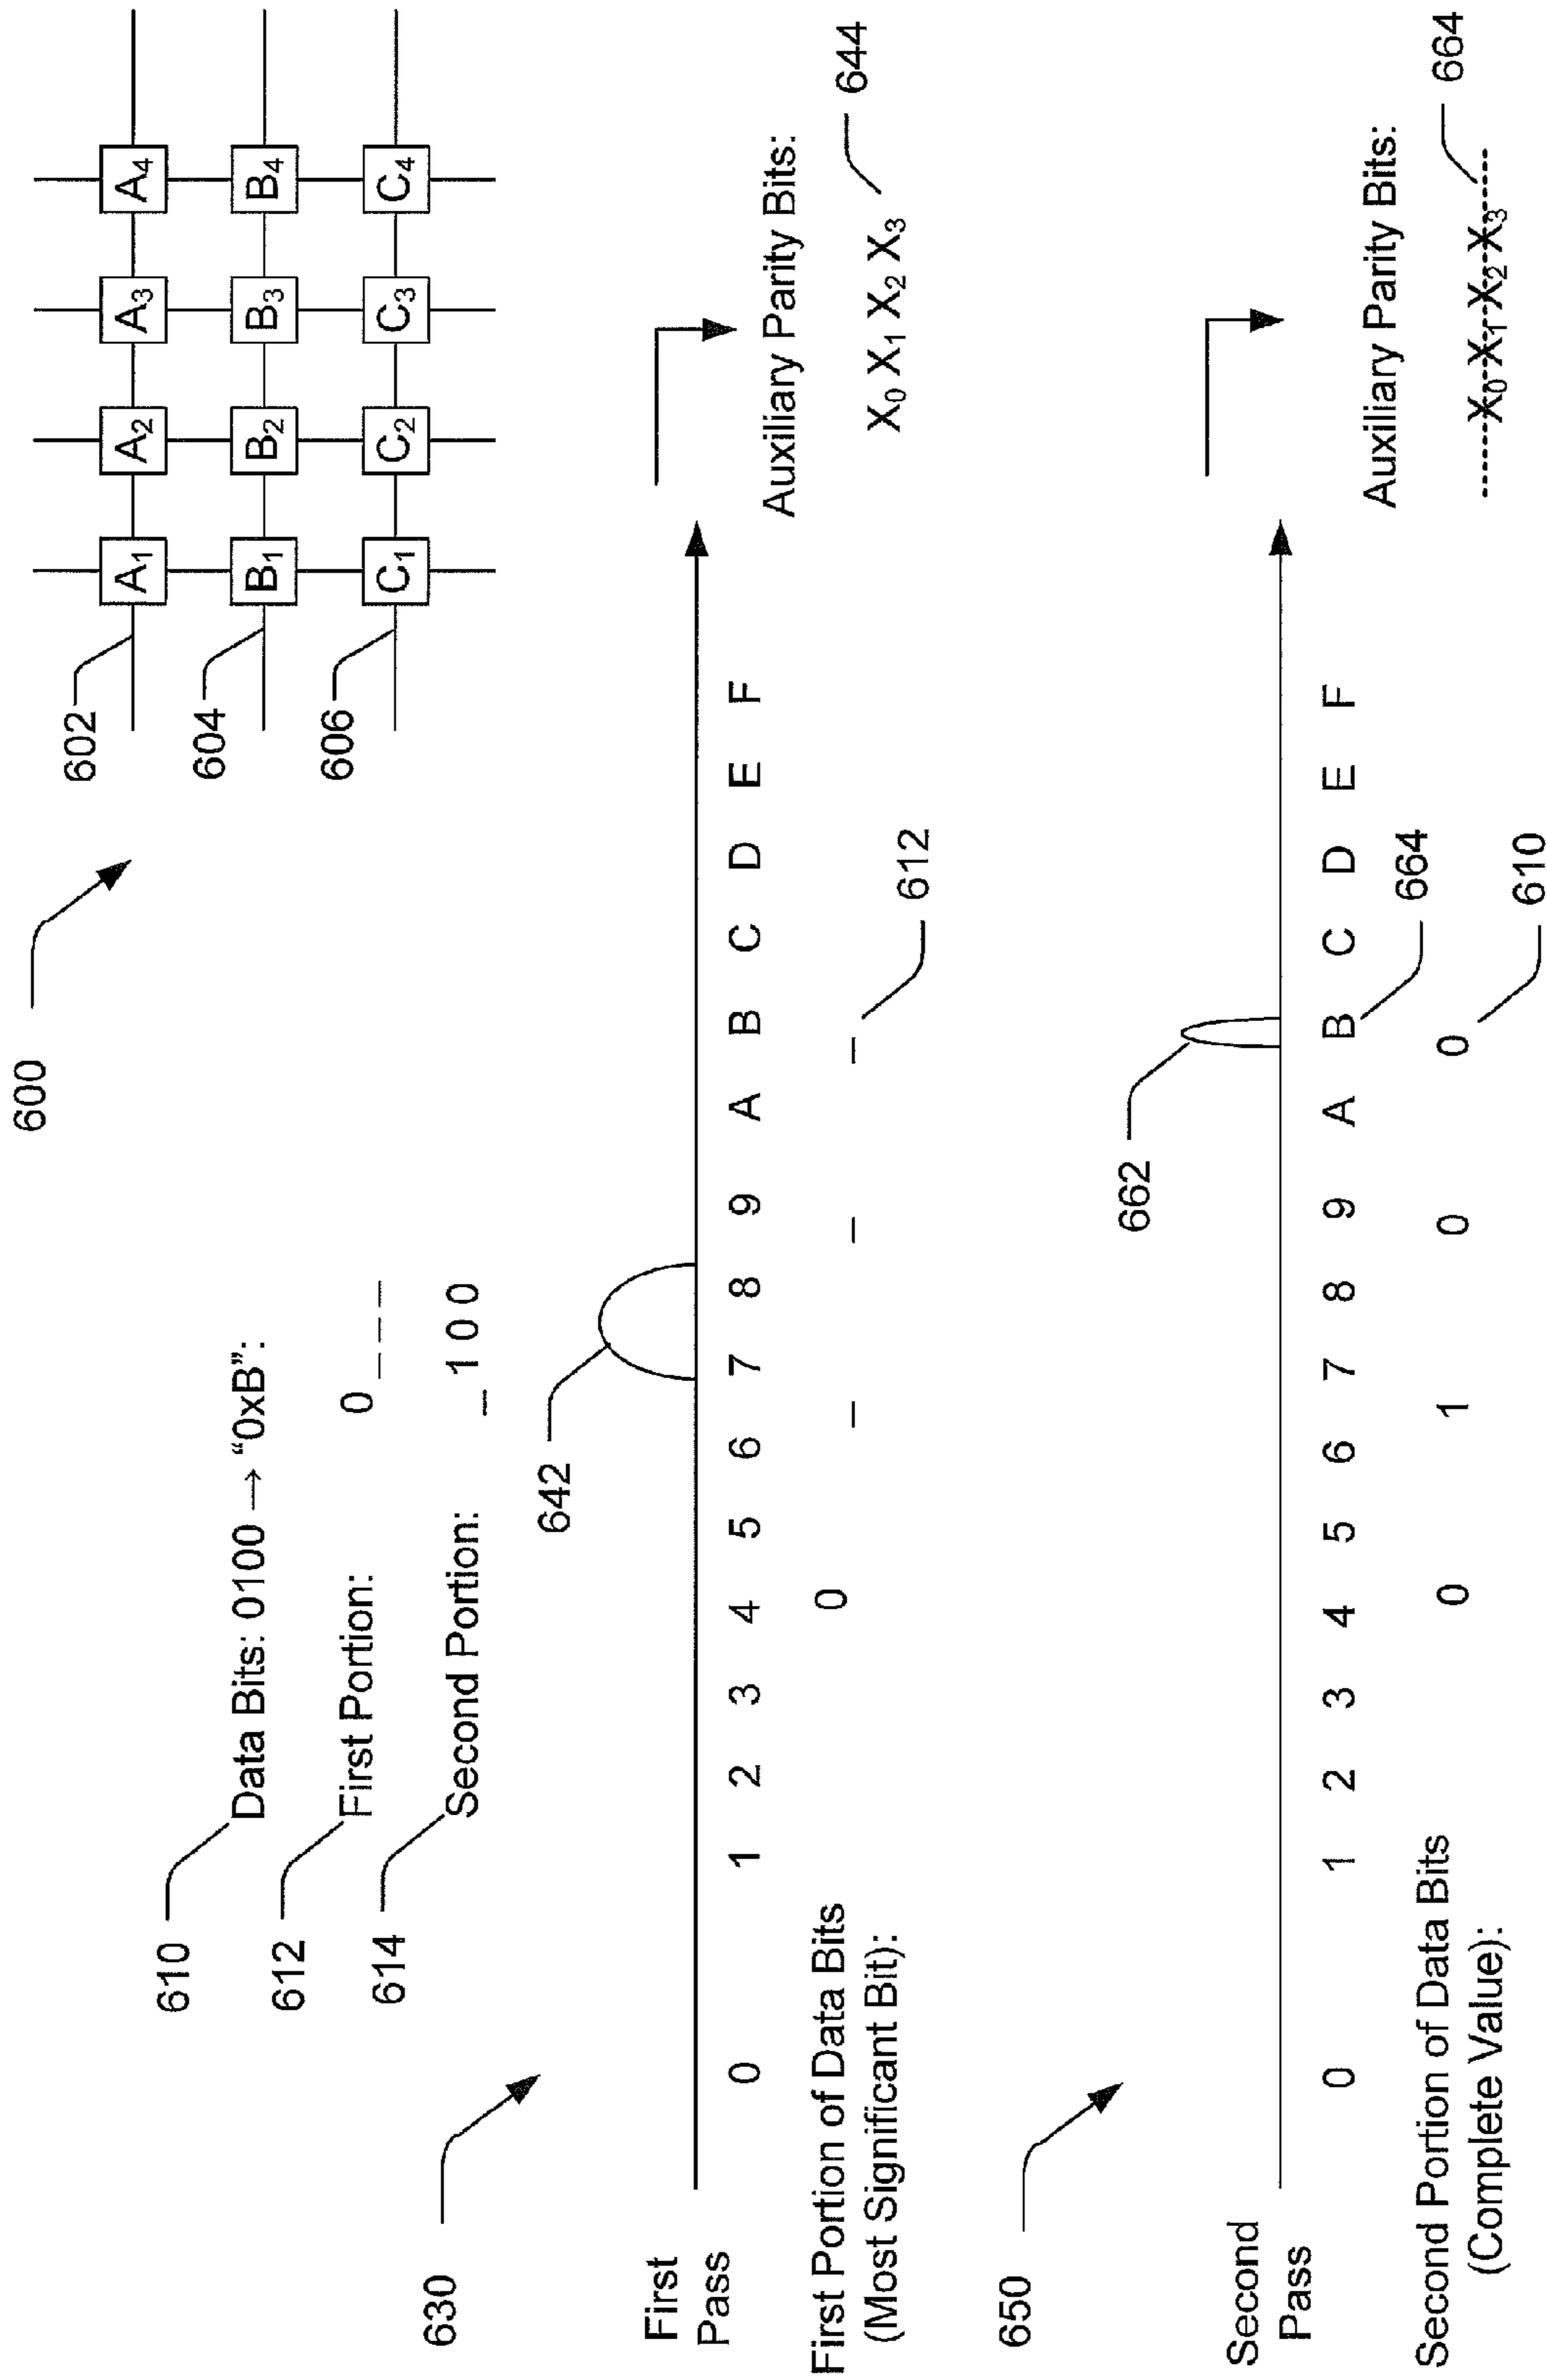 600
602
A1 A2 A3 A4
604
B1 B2 B3 B4
606
C1 C2 C3 C4
610
Data Bits: 0100 → “0xB”:
612
First Portion: 0 _ _ _
614
Second Portion: _ 1 0 0
630
642
First
Pass
0 1 2 3 4 5 6 7 8 9 A B C D E F
First Portion of Data Bits
(Most Significant Bit):
0 _ _ _
612
Auxiliary Parity Bits:
X0 X1 X2 X3
644
650
662
Second
Pass
0 1 2 3 4 5 6 7 8 9 A B C D E F
664
Second Portion of Data Bits
(Complete Value):
0 1 0 0
610
Auxiliary Parity Bits:
X0 X1 X2 X3
664